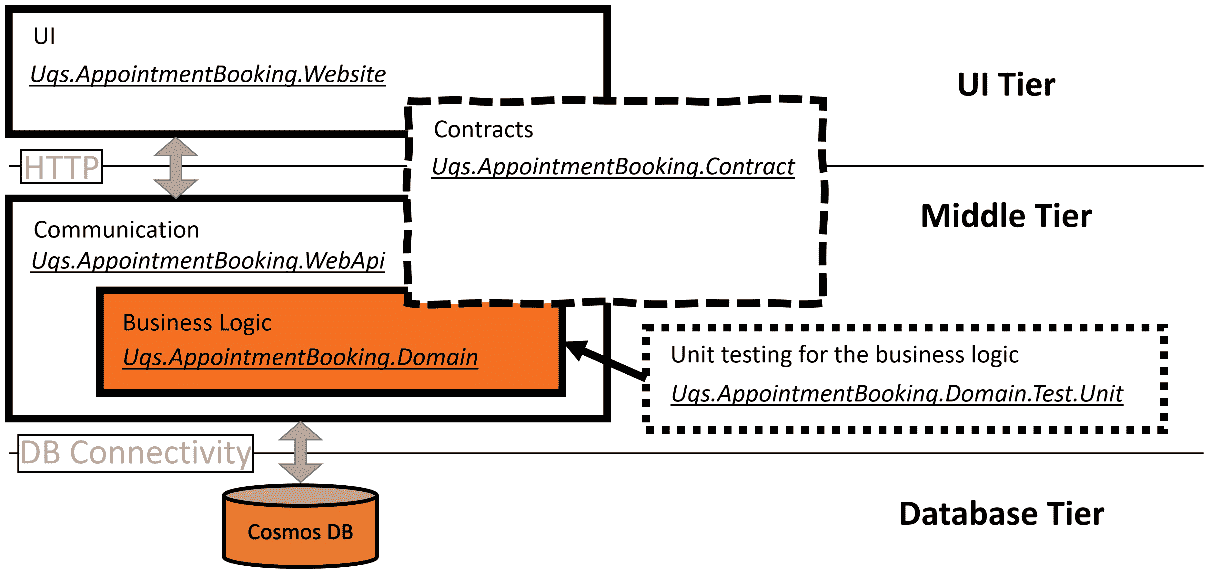 UI
Uqs.AppointmentBooking.Website
UI Tier
Contracts
Uqs.AppointmentBooking.Contract
HTTP
Middle Tier
Communication
Uqs.AppointmentBooking.WebApi
Business Logic
Uqs.AppointmentBooking.Domain
Unit testing for the business logic
Uqs.AppointmentBooking.Domain.Test.Unit
DB Connectivity
Cosmos DB
Database Tier